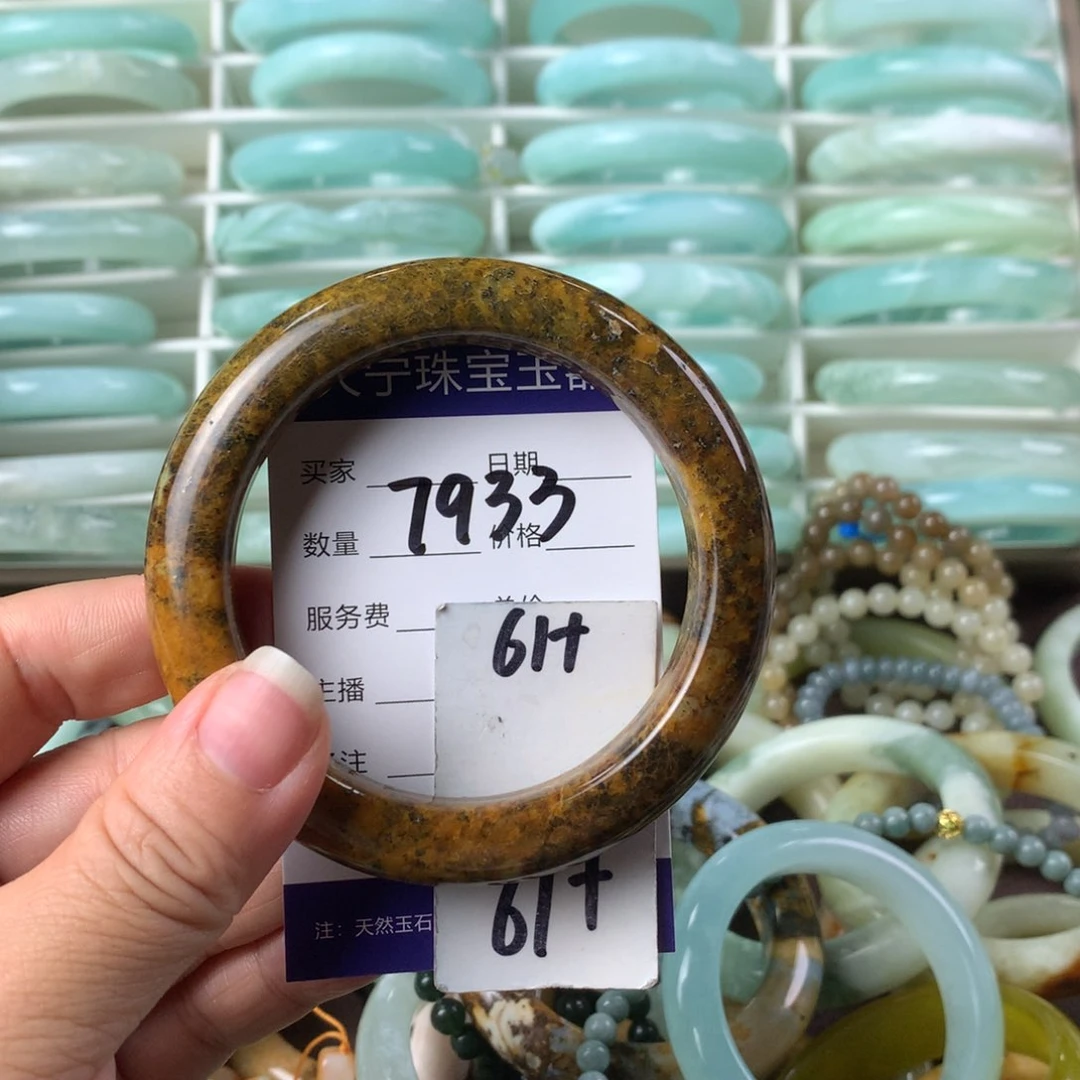 宁珠宝玉器
买家 日期
7933
数量 价格
服务费
61+
主播
注
注：天然玉石
61+